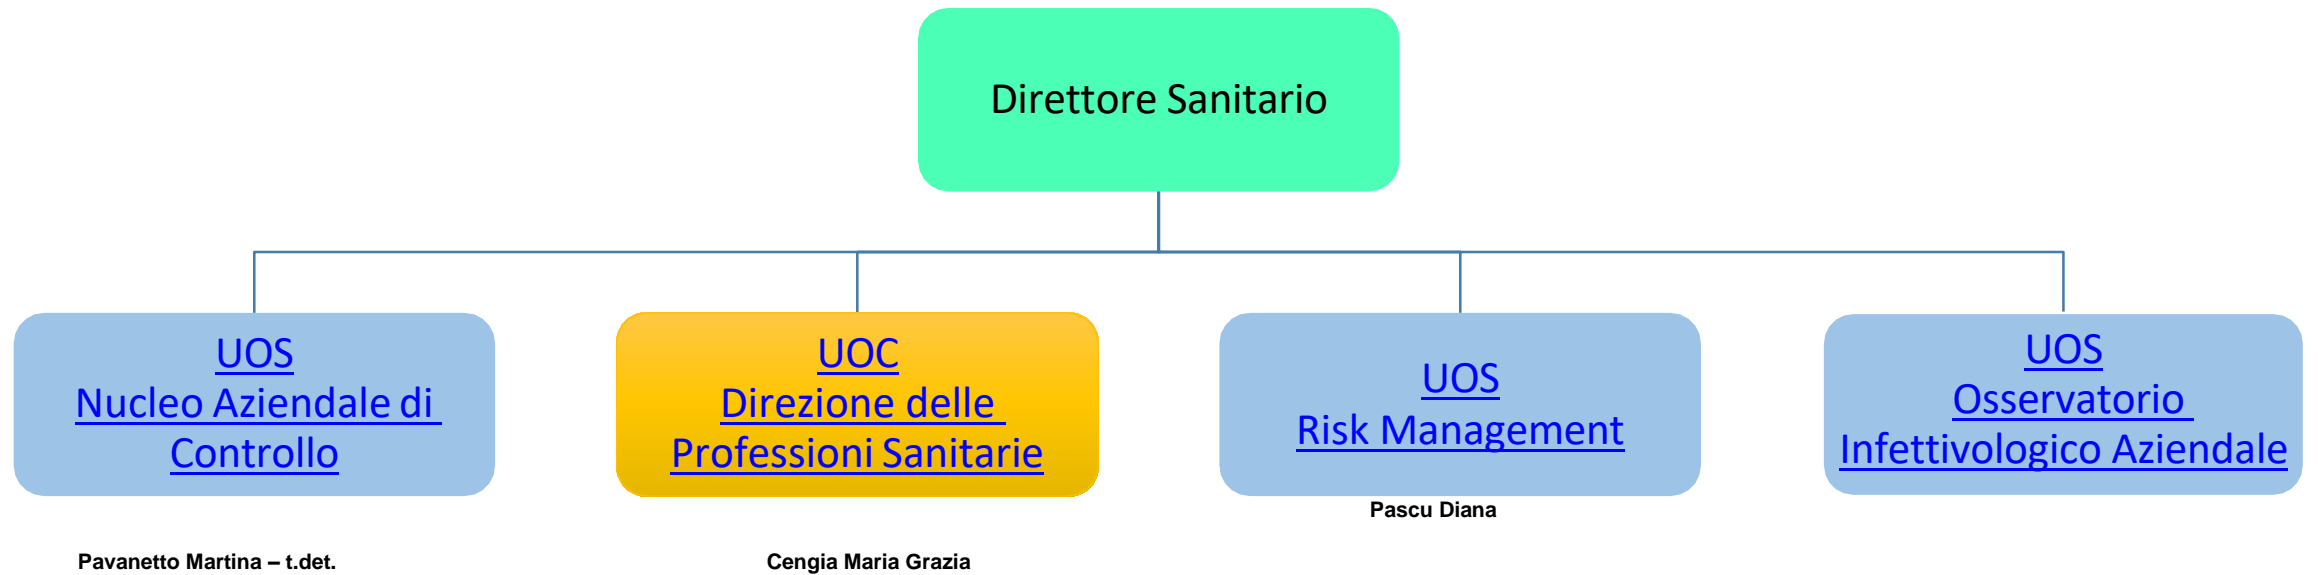 Direttore Sanitario
UOS
Nucleo Aziendale di
Controllo
UOC
Direzione delle
Professioni Sanitarie
UOS
Risk Management
UOS
Osservatorio
Infettivologico Aziendale
Pascu Diana
Pavanetto Martina – t.det.
Cengia Maria Grazia